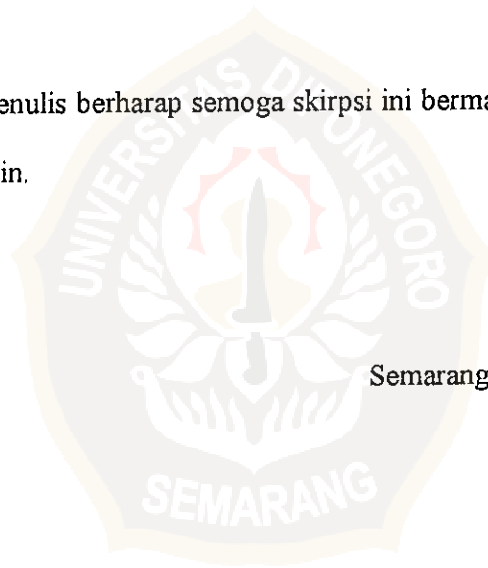 enulis berharap semoga skirpsi ini berma
in.
UNIVERSITAS DIPONEGORO
Semarang
SEMARANG